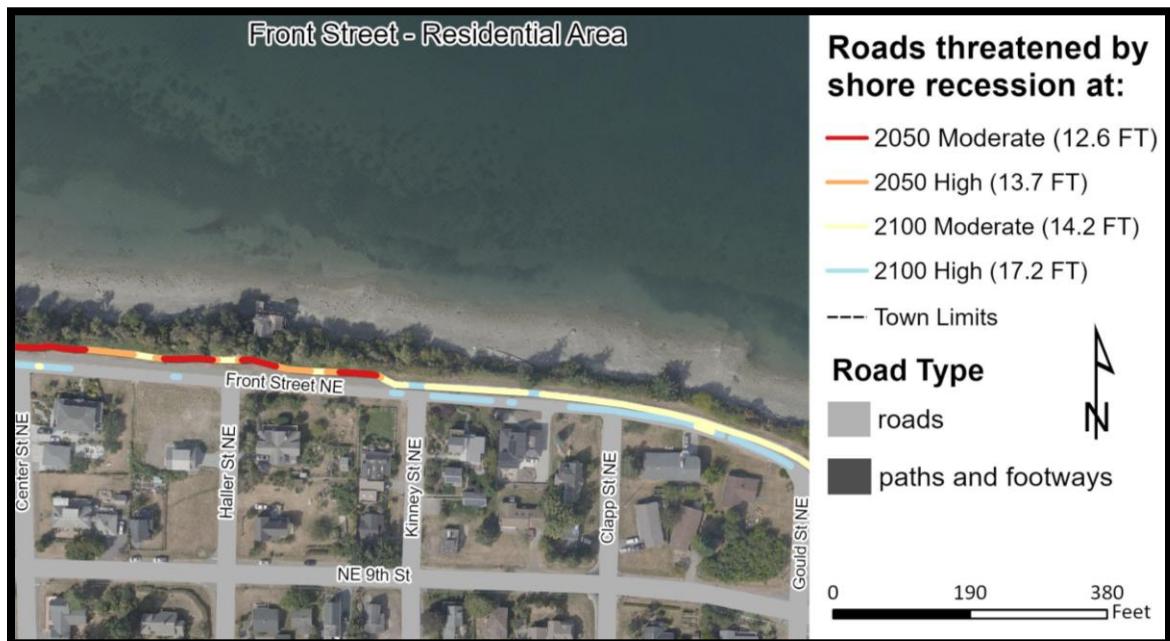 Front Street - Residential Area
Front Street NE
Center St NE
Haller St NE
Kinney St NE
Clapp St NE
Gould St NE
NE 9th St
Roads threatened by
shore recession at:
2050 Moderate (12.6 FT)
2050 High (13.7 FT)
2100 Moderate (14.2 FT)
2100 High (17.2 FT)
Town Limits
Road Type
roads
paths and footways
N
0 190 380
Feet